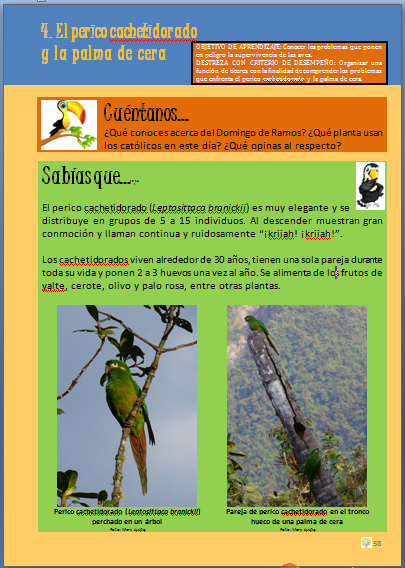 4. El perico cachetidorado
y la palma de cera
OBJETIVO DE APRENDIZAJE: Conocer los problemas que ponen
en peligro la supervivencia de las aves.
DESTREZA CON CRITERIO DE DESEMPEÑO: Organizar una
función de títeres con la finalidad de comprender los problemas
que enfrenta el perico cachetidorado y la palma de cera.
Cuéntanos...
¿Qué conoces acerca del Domingo de Ramos? ¿Qué planta usan
los católicos en este día? ¿Qué opinas al respecto?
Sabías que.....
El perico cachetidorado (Leptosittaca branickii) es muy elegante y se
distribuye en grupos de 5 a 15 individuos. Al descender muestran gran
conmoción y llaman continua y ruidosamente “¡kriiah! ¡kriiah!”.
Los cachetidorados viven alrededor de 30 años, tienen una sola pareja durante
toda su vida y ponen 2 a 3 huevos una vez al año. Se alimenta de los frutos de
yalte, cerote, olivo y palo rosa, entre otras plantas.
Perico cachetidorado (Leptosittaca branickii)
perchado en un árbol
Pareja de perico cachetidorado en el tronco
hueco de una palma de cera
58